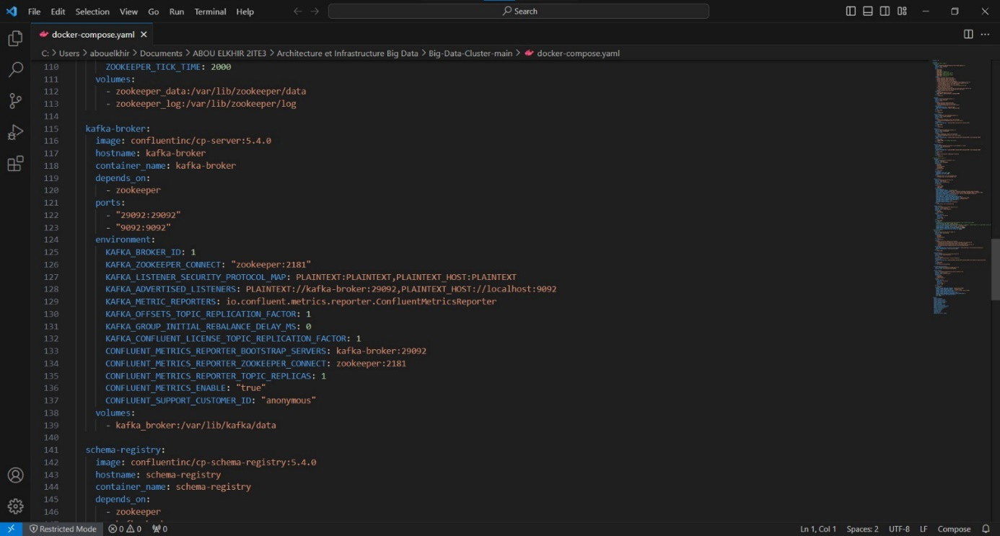 File Edit Selection View Go Run Terminal Help Search
docker-compose.yaml
C: > Users > abouelkhir > Documents > ABOU ELKHIR 2ITE3 > Architecture et Infrastructure Big Data > Big-Data-Cluster-main > docker-compose.yaml
110 ZOOKEEPER_TICK_TIME: 2000
111 volumes:
112 - zookeeper_data:/var/lib/zookeeper/data
113 - zookeeper_log:/var/lib/zookeeper/log
114
115 kafka-broker:
116 image: confluentinc/cp-server:5.4.0
117 hostname: kafka-broker
118 container_name: kafka-broker
119 depends_on:
120 - zookeeper
121 ports:
122 - "29092:29092"
123 - "9092:9092"
124 environment:
125 KAFKA_BROKER_ID: 1
126 KAFKA_ZOOKEEPER_CONNECT: "zookeeper:2181"
127 KAFKA_LISTENER_SECURITY_PROTOCOL_MAP: PLAINTEXT:PLAINTEXT,PLAINTEXT_HOST:PLAINTEXT
128 KAFKA_ADVERTISED_LISTENERS: PLAINTEXT://kafka-broker:29092,PLAINTEXT_HOST://localhost:9092
129 KAFKA_METRIC_REPORTERS: io.confluent.metrics.reporter.ConfluentMetricsReporter
130 KAFKA_OFFSETS_TOPIC_REPLICATION_FACTOR: 1
131 KAFKA_GROUP_INITIAL_REBALANCE_DELAY_MS: 0
132 KAFKA_CONFLUENT_LICENSE_TOPIC_REPLICATION_FACTOR: 1
133 CONFLUENT_METRICS_REPORTER_BOOTSTRAP_SERVERS: kafka-broker:29092
134 CONFLUENT_METRICS_REPORTER_ZOOKEEPER_CONNECT: zookeeper:2181
135 CONFLUENT_METRICS_REPORTER_TOPIC_REPLICAS: 1
136 CONFLUENT_METRICS_ENABLE: "true"
137 CONFLUENT_SUPPORT_CUSTOMER_ID: "anonymous"
138 volumes:
139 - kafka_broker:/var/lib/kafka/data
140
141 schema-registry:
142 image: confluentinc/cp-schema-registry:5.4.0
143 hostname: schema-registry
144 container_name: schema-registry
145 depends_on:
146 - zookeeper
Restricted Mode 0 0 0 Ln 1, Col 1 Spaces: 2 UTF-8 LF Compose